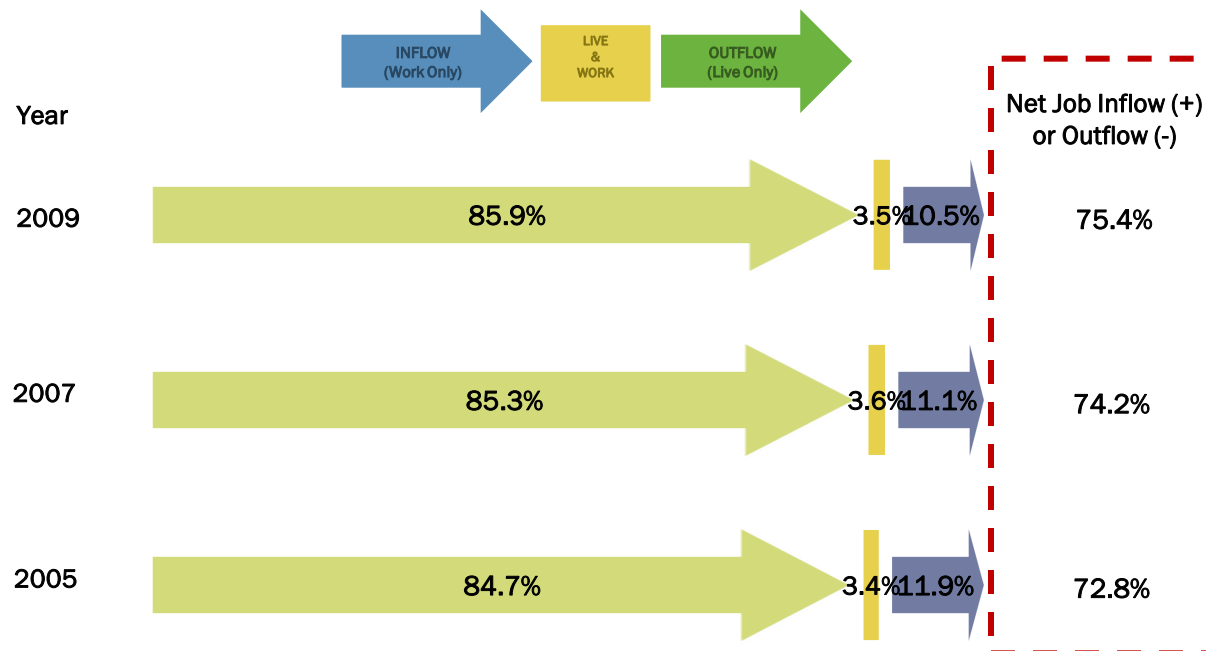 INFLOW
(Work Only)
LIVE
&
WORK
OUTFLOW
(Live Only)
Year
Net Job Inflow (+)
or Outflow (-)
2009
85.9%
3.5%
10.5%
75.4%
2007
85.3%
3.6%
11.1%
74.2%
2005
84.7%
3.4%
11.9%
72.8%